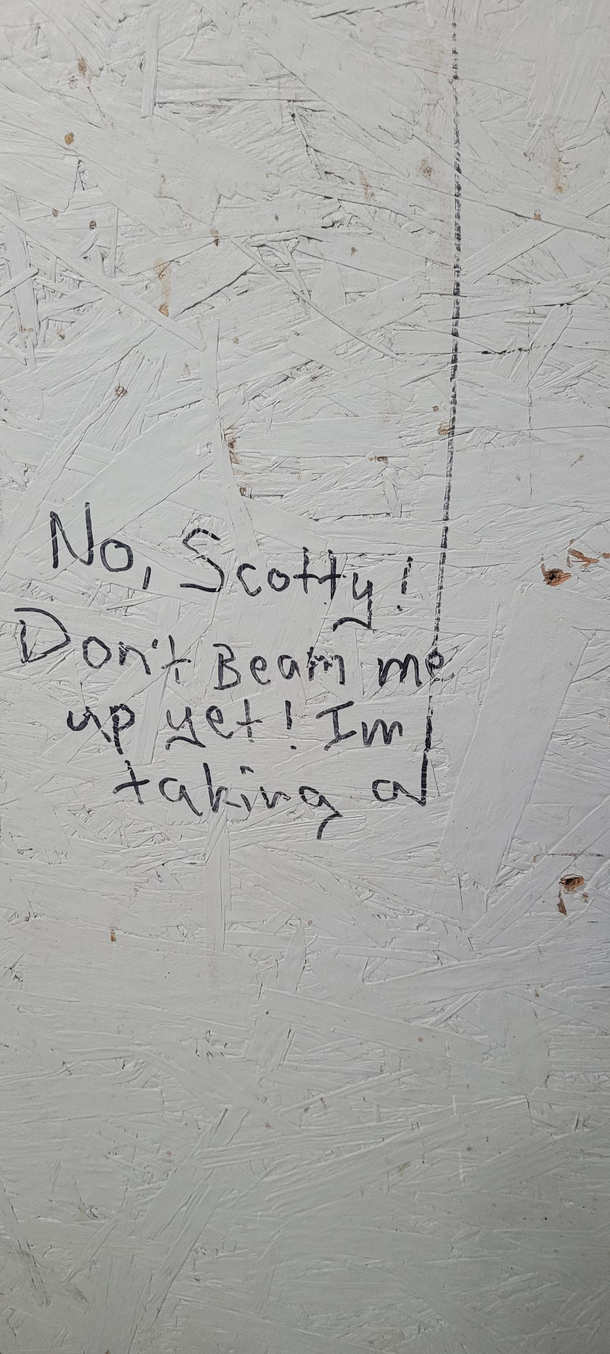 No, Scotty!
Don't Beam me
up yet! Im
taking a